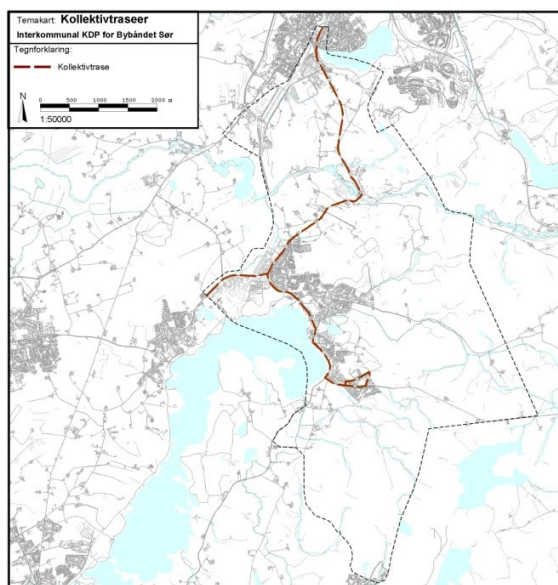 Temakart: Kollektivtraseer
Interkommunal KDP for Bybåndet Sør
Tegnforklaring:
Kollektivtrase
N
0 500 1000 1500 2000 m
1:50000